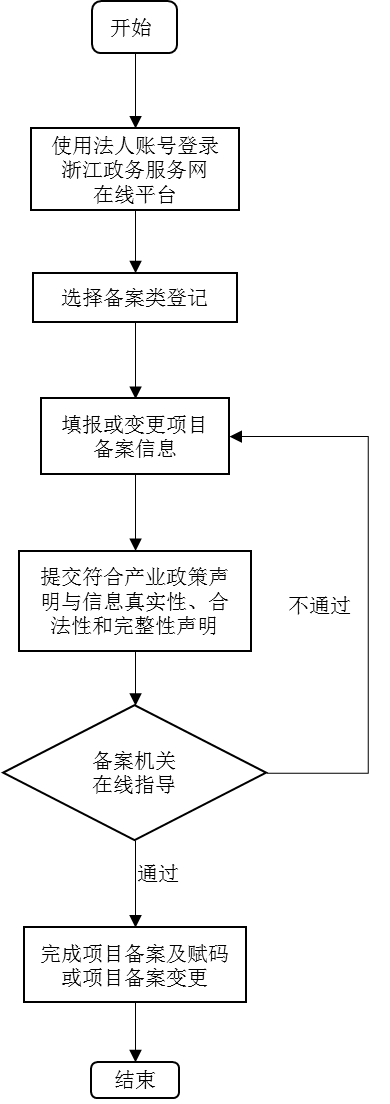 开始
使用法人账号登录
浙江政务服务网
在线平台
选择备案类登记
填报或变更项目
备案信息
提交符合产业政策声
明与信息真实性、合
法性和完整性声明
不通过
备案机关
在线指导
通过
完成项目备案及赋码
或项目备案变更
结束